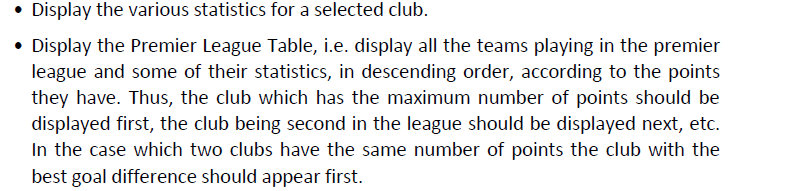 • Display the various statistics for a selected club.
• Display the Premier League Table, i.e. display all the teams playing in the premier
league and some of their statistics, in descending order, according to the points
they have. Thus, the club which has the maximum number of points should be
displayed first, the club being second in the league should be displayed next, etc.
In the case which two clubs have the same number of points the club with the
best goal difference should appear first.